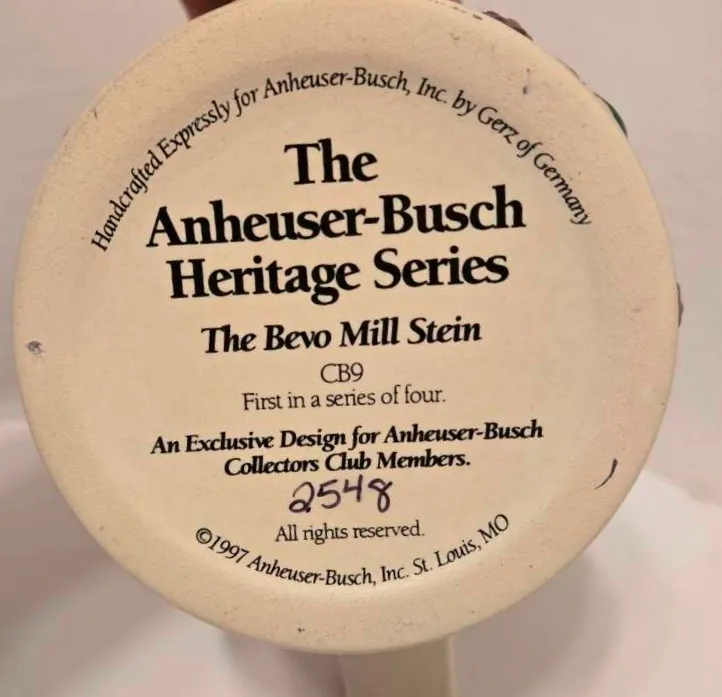 Handcrafted Expressly for Anheuser-Busch, Inc. by Gerz of Germany
The
Anheuser-Busch
Heritage Series
The Bevo Mill Stein
CB9
First in a series of four.
An Exclusive Design for Anheuser-Busch
Collectors Club Members.
2548
All rights reserved.
©1997 Anheuser-Busch, Inc. St. Louis, MO